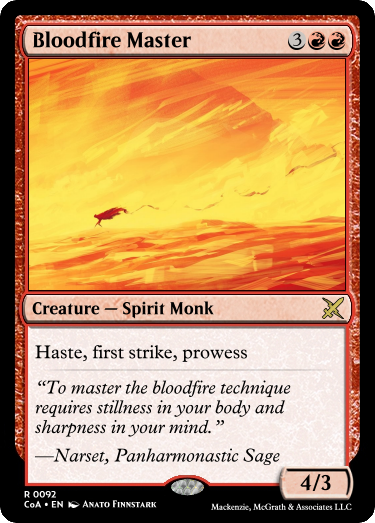 Bloodfire Master 3
Creature — Spirit Monk
Haste, first strike, prowess
“To master the bloodfire technique
requires stillness in your body and
sharpness in your mind.”
—Narset, Panharmonastic Sage
4/3
R 0092
CoA • EN Anato Finnstark
Mackenzie, McGrath & Associates LLC